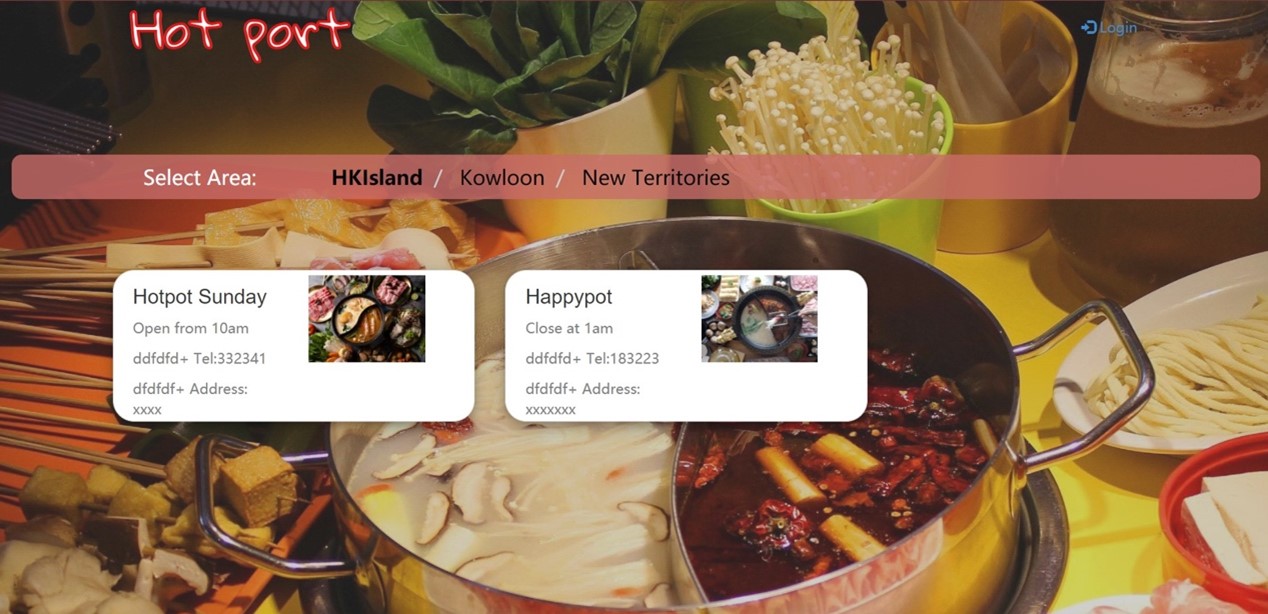 Hot port
Login
Select Area: HKIsland / Kowloon / New Territories
Hotpot Sunday
Open from 10am
ddfdfd+ Tel:332341
dfdfdf+ Address:
xxxx
Happypot
Close at 1am
ddfdfd+ Tel:183223
dfdfdf+ Address:
xxxxxxx